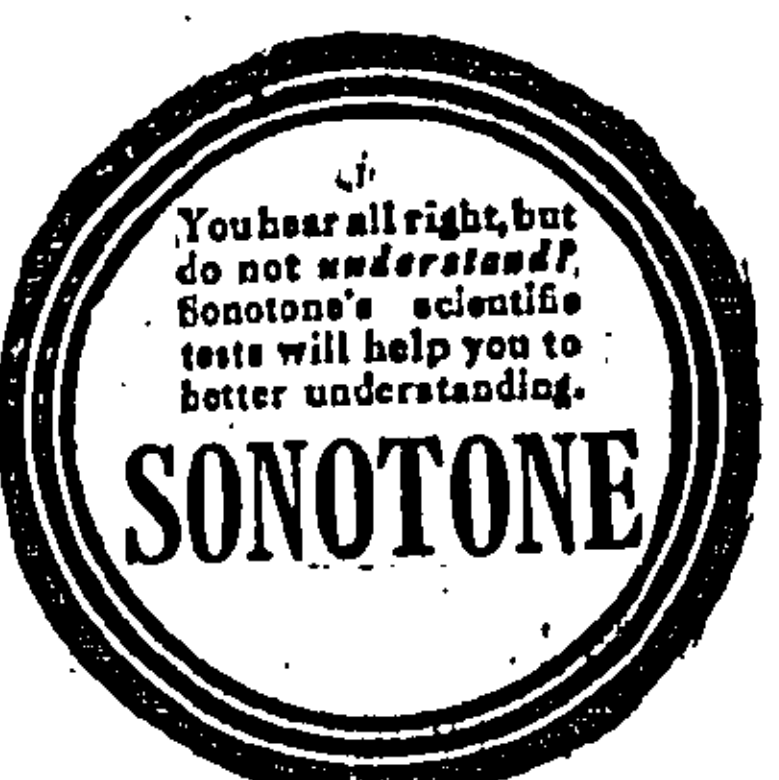 You hear all right, but
do not understand?
Sonotone's scientific
tests will help you to
better understanding.
SONOTONE